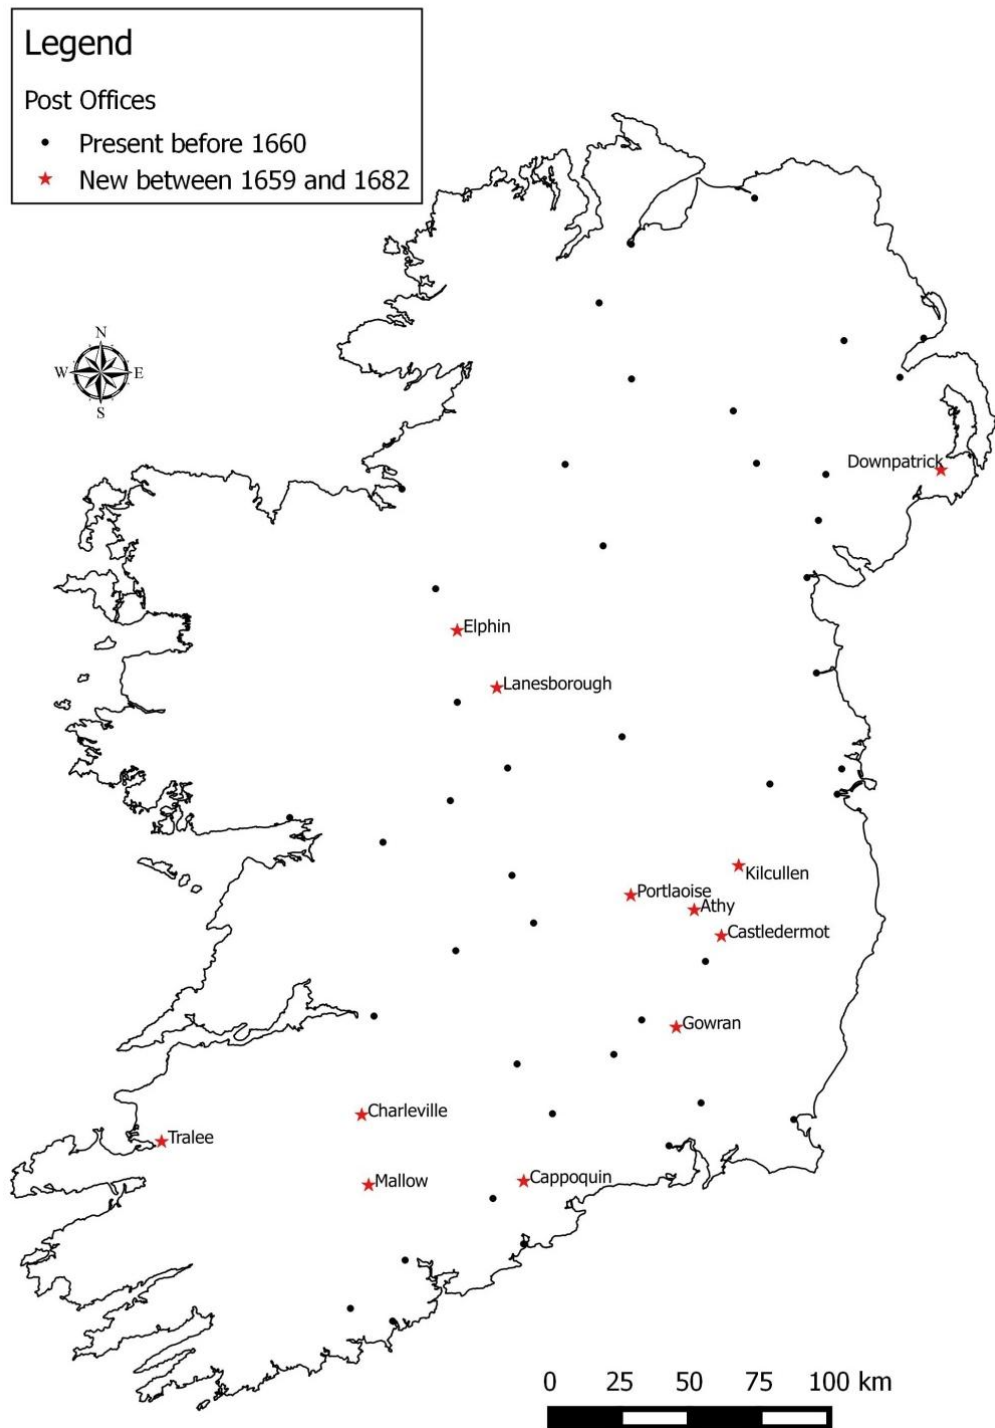 Legend
Post Offices
Present before 1660
New between 1659 and 1682
N
W E
S
Downpatrick
Elphin
Lanesborough
Kilcullen
Portlaoise
Athy
Castledermot
Gowran
Charleville
Tralee
Mallow
Cappoquin
0 25 50 75 100 km